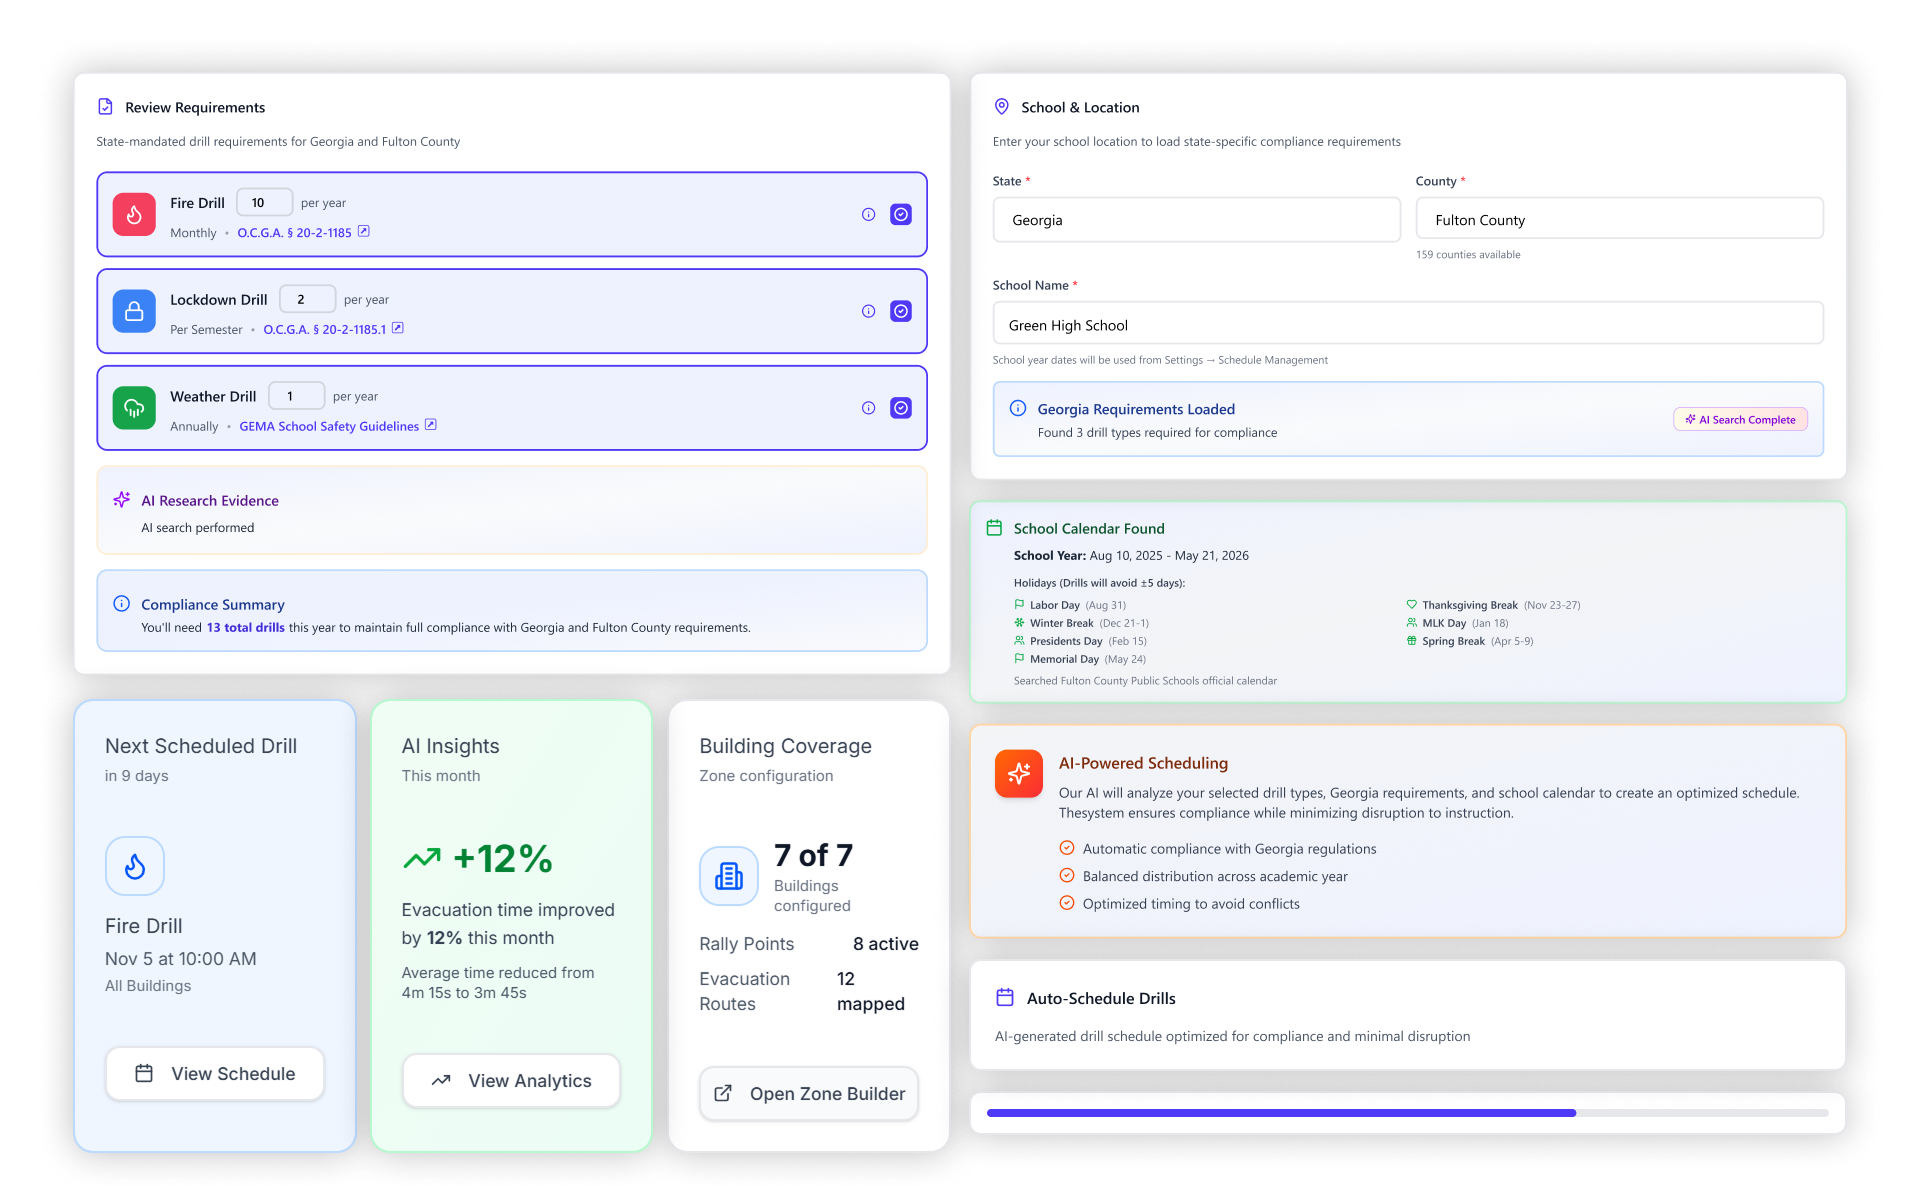 Review Requirements
State-mandated drill requirements for Georgia and Fulton County
Fire Drill 10 per year
Monthly • O.C.G.A. § 20-2-1185
Lockdown Drill 2 per year
Per Semester • O.C.G.A. § 20-2-1185.1
Weather Drill 1 per year
Annually • GEMA School Safety Guidelines
AI Research Evidence
AI search performed
Compliance Summary
You'll need 13 total drills this year to maintain full compliance with Georgia and Fulton County requirements.
Next Scheduled Drill
in 9 days
Fire Drill
Nov 5 at 10:00 AM
All Buildings
View Schedule
AI Insights
This month
+12%
Evacuation time improved
by 12% this month
Average time reduced from
4m 15s to 3m 45s
View Analytics
Building Coverage
Zone configuration
7 of 7
Buildings
configured
Rally Points 8 active
Evacuation 12
Routes mapped
Open Zone Builder
School & Location
Enter your school location to load state-specific compliance requirements
State * County *
Georgia Fulton County
159 counties available
School Name *
Green High School
School year dates will be used from Settings → Schedule Management
Georgia Requirements Loaded
Found 3 drill types required for compliance
AI Search Complete
School Calendar Found
School Year: Aug 10, 2025 - May 21, 2026
Holidays (Drills will avoid ±5 days):
Labor Day (Aug 31) Thanksgiving Break (Nov 23-27)
Winter Break (Dec 21-1) MLK Day (Jan 18)
Presidents Day (Feb 15) Spring Break (Apr 5-9)
Memorial Day (May 24)
Searched Fulton County Public Schools official calendar
AI-Powered Scheduling
Our AI will analyze your selected drill types, Georgia requirements, and school calendar to create an optimized schedule.
Thesystem ensures compliance while minimizing disruption to instruction.
Automatic compliance with Georgia regulations
Balanced distribution across academic year
Optimized timing to avoid conflicts
Auto-Schedule Drills
AI-generated drill schedule optimized for compliance and minimal disruption